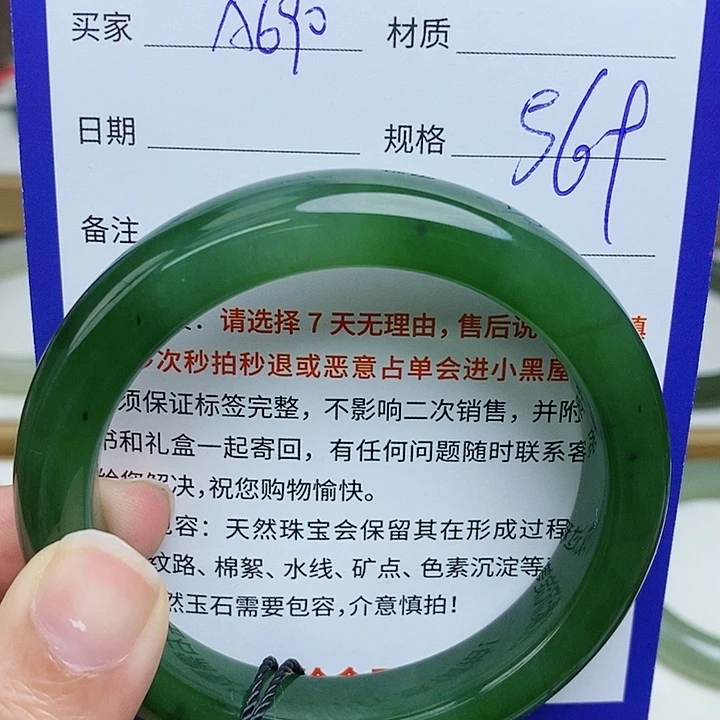 买家 A690 材质
日期 规格 569
备注
：请选择7天无理由，售后说
多次秒拍秒退或恶意占单会进小黑屋
须保证标签完整，不影响二次销售，并附
书和礼盒一起寄回，有任何问题随时联系客
给您解决，祝您购物愉快。
包容：天然珠宝会保留其在形成过程
纹路、棉絮、水线、矿点、色素沉淀等
然玉石需要包容，介意慎拍！